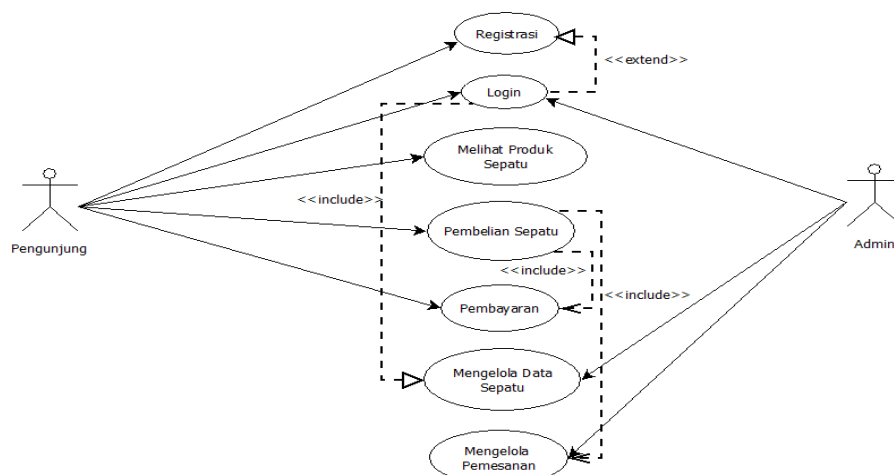 Registrasi
<<extend>>
Login
Melihat Produk
Sepatu
<<include>>
Pengunjung
Pembelian Sepatu
Admin
<<include>>
<<include>>
Pembayaran
Mengelola Data
Sepatu
Mengelola
Pemesanan